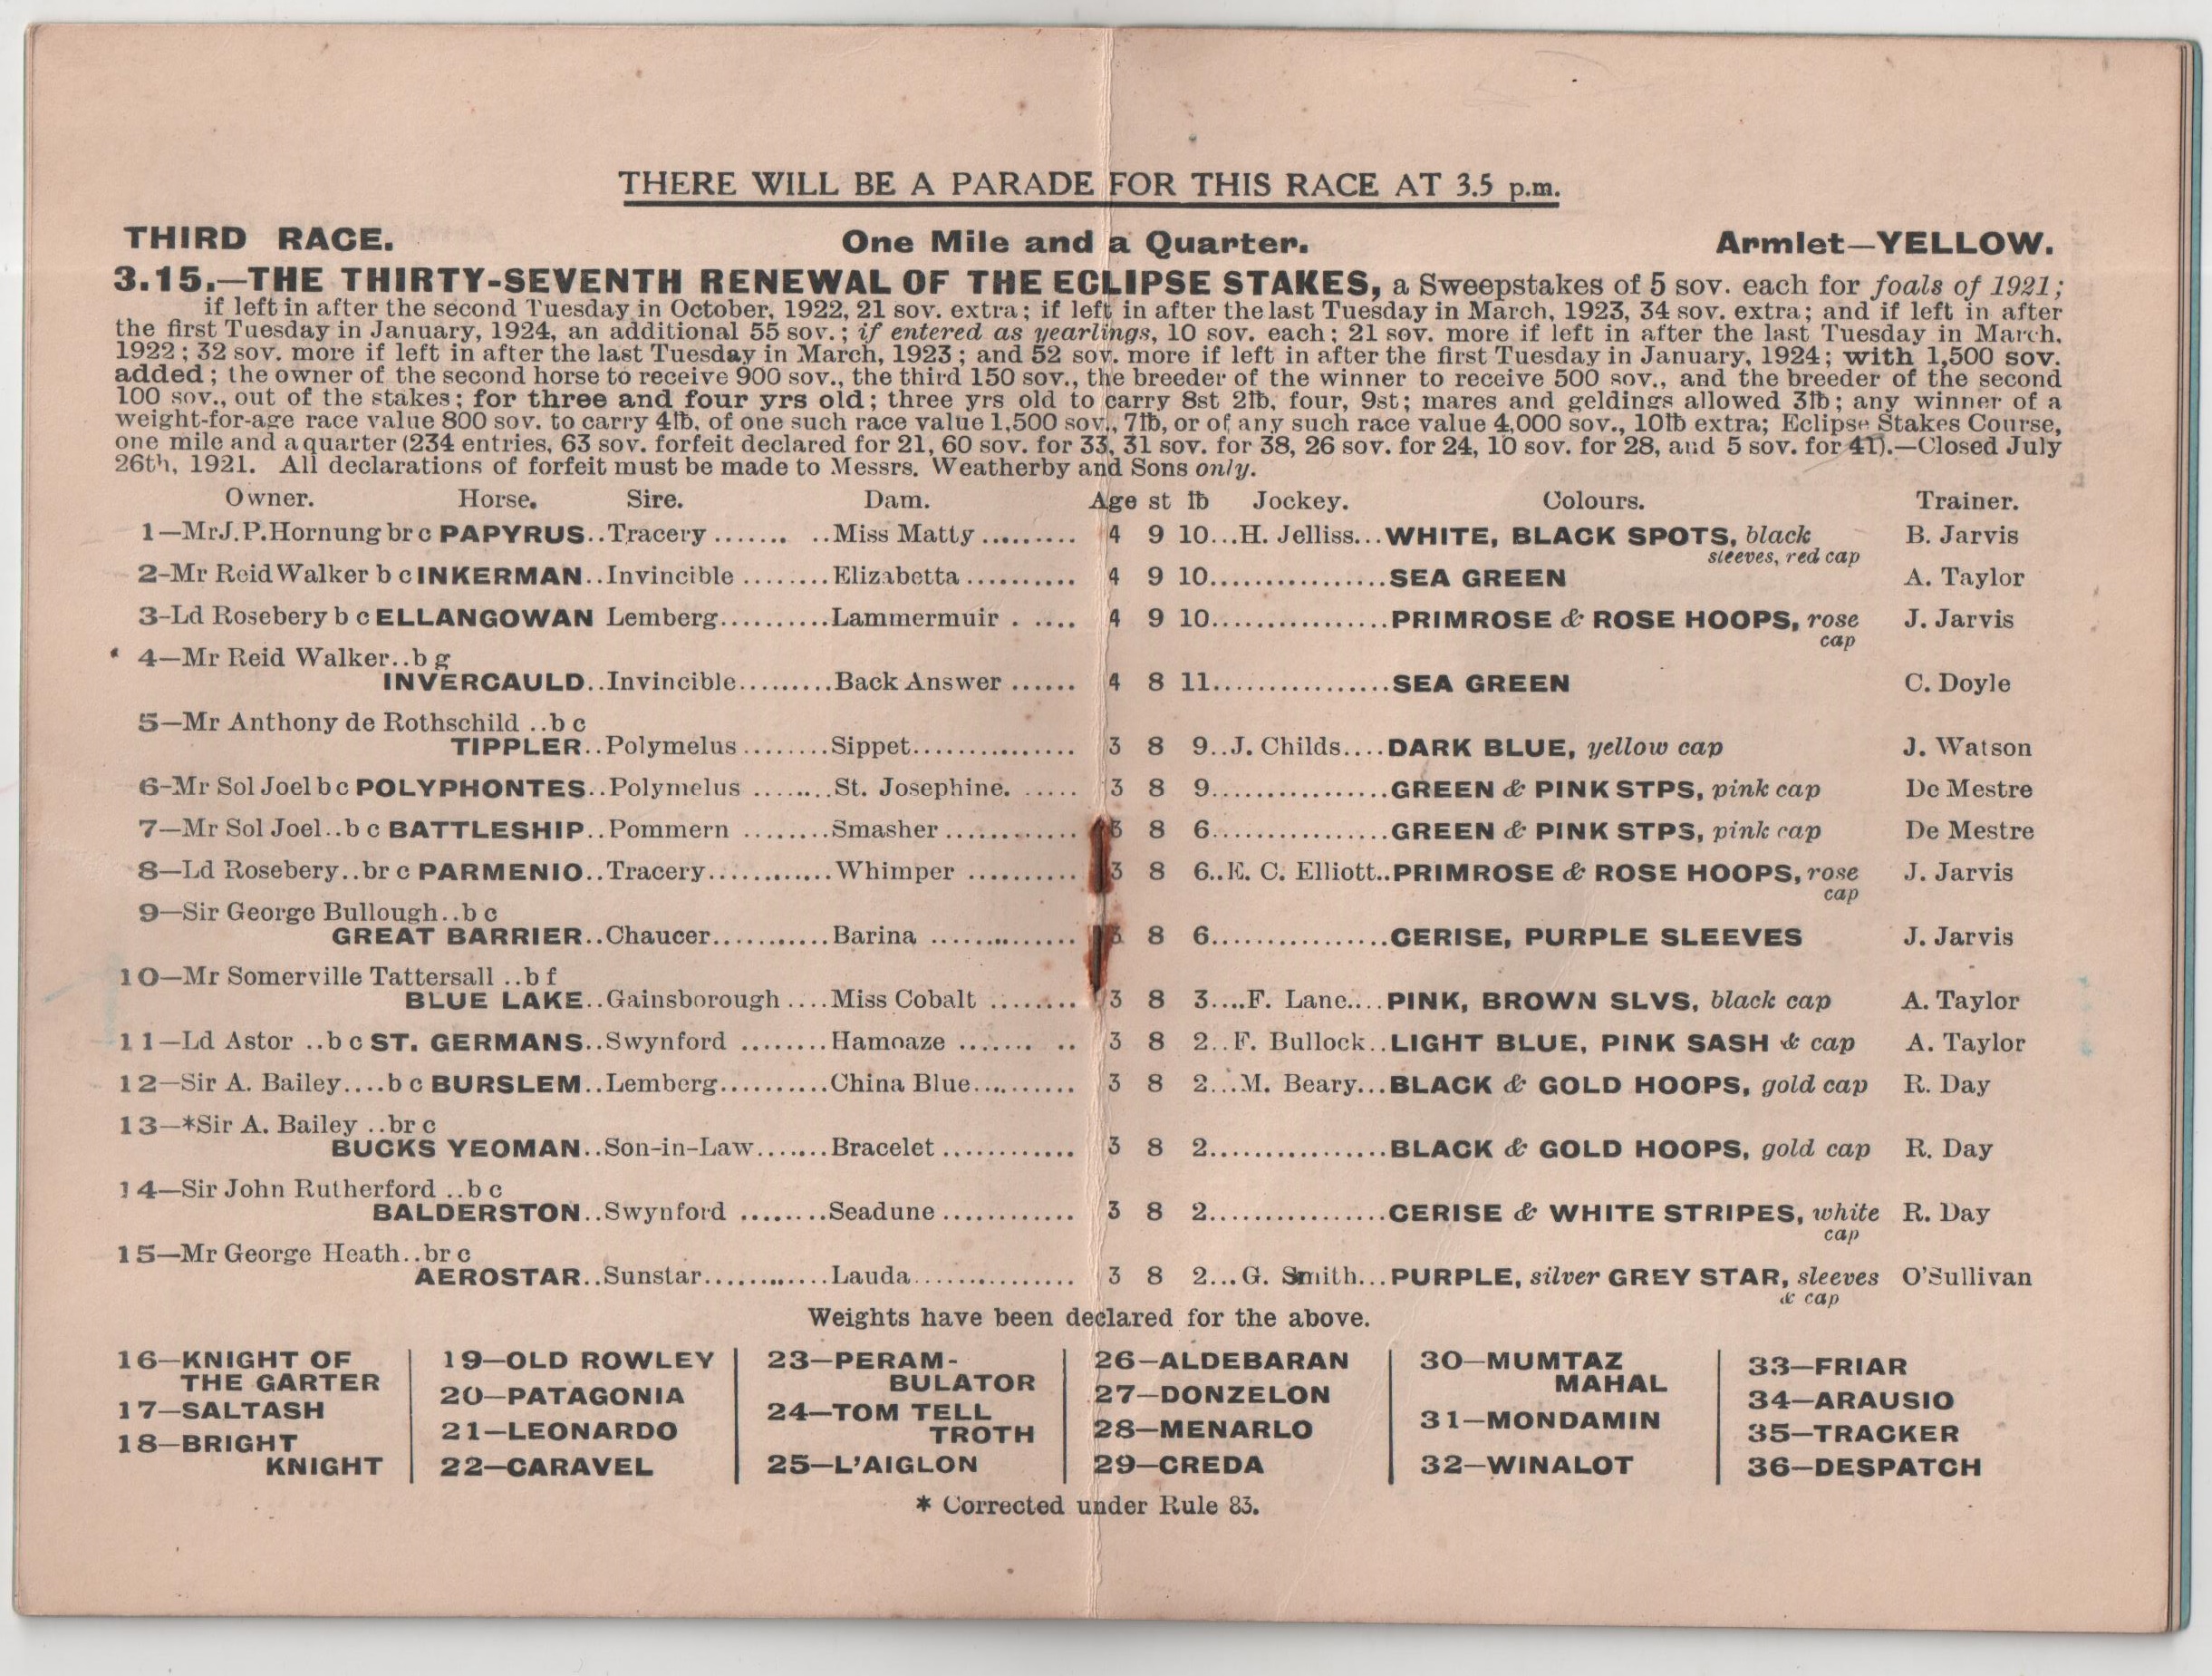 THERE WILL BE A PARADE FOR THIS RACE AT 3.5 p.m.
THIRD RACE. One Mile and a Quarter. Armlet—YELLOW.
3.15.—THE THIRTY-SEVENTH RENEWAL OF THE ECLIPSE STAKES, a Sweepstakes of 5 sov. each for foals of 1921;
if left in after the second Tuesday in October, 1922, 21 sov. extra; if left in after the last Tuesday in March, 1923, 34 sov. extra; and if left in after
the first Tuesday in January, 1924, an additional 55 sov.; if entered as yearlings, 10 sov. each; 21 sov. more if left in after the last Tuesday in March,
1922; 32 sov. more if left in after the last Tuesday in March, 1923; and 52 sov. more if left in after the first Tuesday in January, 1924; with 1,500 sov.
added; the owner of the second horse to receive 900 sov., the third 150 sov., the breeder of the winner to receive 500 sov., and the breeder of the second
100 sov., out of the stakes; for three and four yrs old; three yrs old to carry 8st 2lb, four, 9st; mares and geldings allowed 3lb; any winner of a
weight-for-age race value 800 sov. to carry 4lb, of one such race value 1,500 sov., 7lb, or of any such race value 4,000 sov., 10lb extra; Eclipse Stakes Course,
one mile and a quarter (234 entries, 63 sov. forfeit declared for 21, 60 sov. for 33, 31 sov. for 38, 26 sov. for 24, 10 sov. for 28, and 5 sov. for 41).—Closed July
26th, 1921. All declarations of forfeit must be made to Messrs. Weatherby and Sons only.
Owner. Horse. Sire. Dam. Age st lb Jockey. Colours. Trainer.
1—Mr J. P. Hornung br c PAPYRUS..Tracery ....... ..Miss Matty ......... 4 9 10...H. Jelliss...WHITE, BLACK SPOTS, black B. Jarvis
sleeves, red cap
2-Mr Reid Walker b c INKERMAN..Invincible ........Elizabetta.......... 4 9 10................SEA GREEN A. Taylor
3-Ld Rosebery b c ELLANGOWAN Lemberg..........Lammermuir . .... 4 9 10................PRIMROSE & ROSE HOOPS, rose J. Jarvis
cap
4—Mr Reid Walker..b g
INVERCAULD..Invincible.........Back Answer ...... 4 8 11................SEA GREEN C. Doyle
5—Mr Anthony de Rothschild ..b c
TIPPLER..Polymelus ........Sippet............... 3 8 9..J. Childs....DARK BLUE, yellow cap J. Watson
6-Mr Sol Joel b c POLYPHONTES..Polymelus ........St. Josephine. ..... 3 8 9................GREEN & PINK STPS, pink cap De Mestre
7—Mr Sol Joel..b c BATTLESHIP..Pommern ........Smasher ............ 3 8 6................GREEN & PINK STPS, pink cap De Mestre
8—Ld Rosebery..br c PARMENIO..Tracery............Whimper .......... 3 8 6..E. C. Elliott..PRIMROSE & ROSE HOOPS, rose J. Jarvis
cap
9—Sir George Bullough..b c
GREAT BARRIER..Chaucer...........Barina ............. 3 8 6................CERISE, PURPLE SLEEVES J. Jarvis
10—Mr Somerville Tattersall ..b f
BLUE LAKE..Gainsborough ....Miss Cobalt ........ 3 8 3....F. Lane....PINK, BROWN SLVS, black cap A. Taylor
11—Ld Astor ..b c ST. GERMANS..Swynford ........Hamoaze ....... .. 3 8 2..F. Bullock..LIGHT BLUE, PINK SASH & cap A. Taylor
12—Sir A. Bailey....b c BURSLEM..Lemberg..........China Blue.......... 3 8 2...M. Beary...BLACK & GOLD HOOPS, gold cap R. Day
13—*Sir A. Bailey ..br c
BUCKS YEOMAN..Son-in-Law.......Bracelet ............ 3 8 2................BLACK & GOLD HOOPS, gold cap R. Day
14—Sir John Rutherford ..b c
BALDERSTON..Swynford ........Seadune ............ 3 8 2................CERISE & WHITE STRIPES, white R. Day
cap
15—Mr George Heath..br c
AEROSTAR..Sunstar............Lauda............... 3 8 2...G. Smith...PURPLE, silver GREY STAR, sleeves O'Sullivan
& cap
Weights have been declared for the above.
16—KNIGHT OF
THE GARTER
17—SALTASH
18—BRIGHT
KNIGHT
19—OLD ROWLEY
20—PATAGONIA
21—LEONARDO
22—CARAVEL
23—PERAM-
BULATOR
24—TOM TELL
TROTH
25—L'AIGLON
26—ALDEBARAN
27—DONZELON
28—MENARLO
29—CREDA
30—MUMTAZ
MAHAL
31—MONDAMIN
32—WINALOT
33—FRIAR
34—ARAUSIO
35—TRACKER
36—DESPATCH
* Corrected under Rule 83.